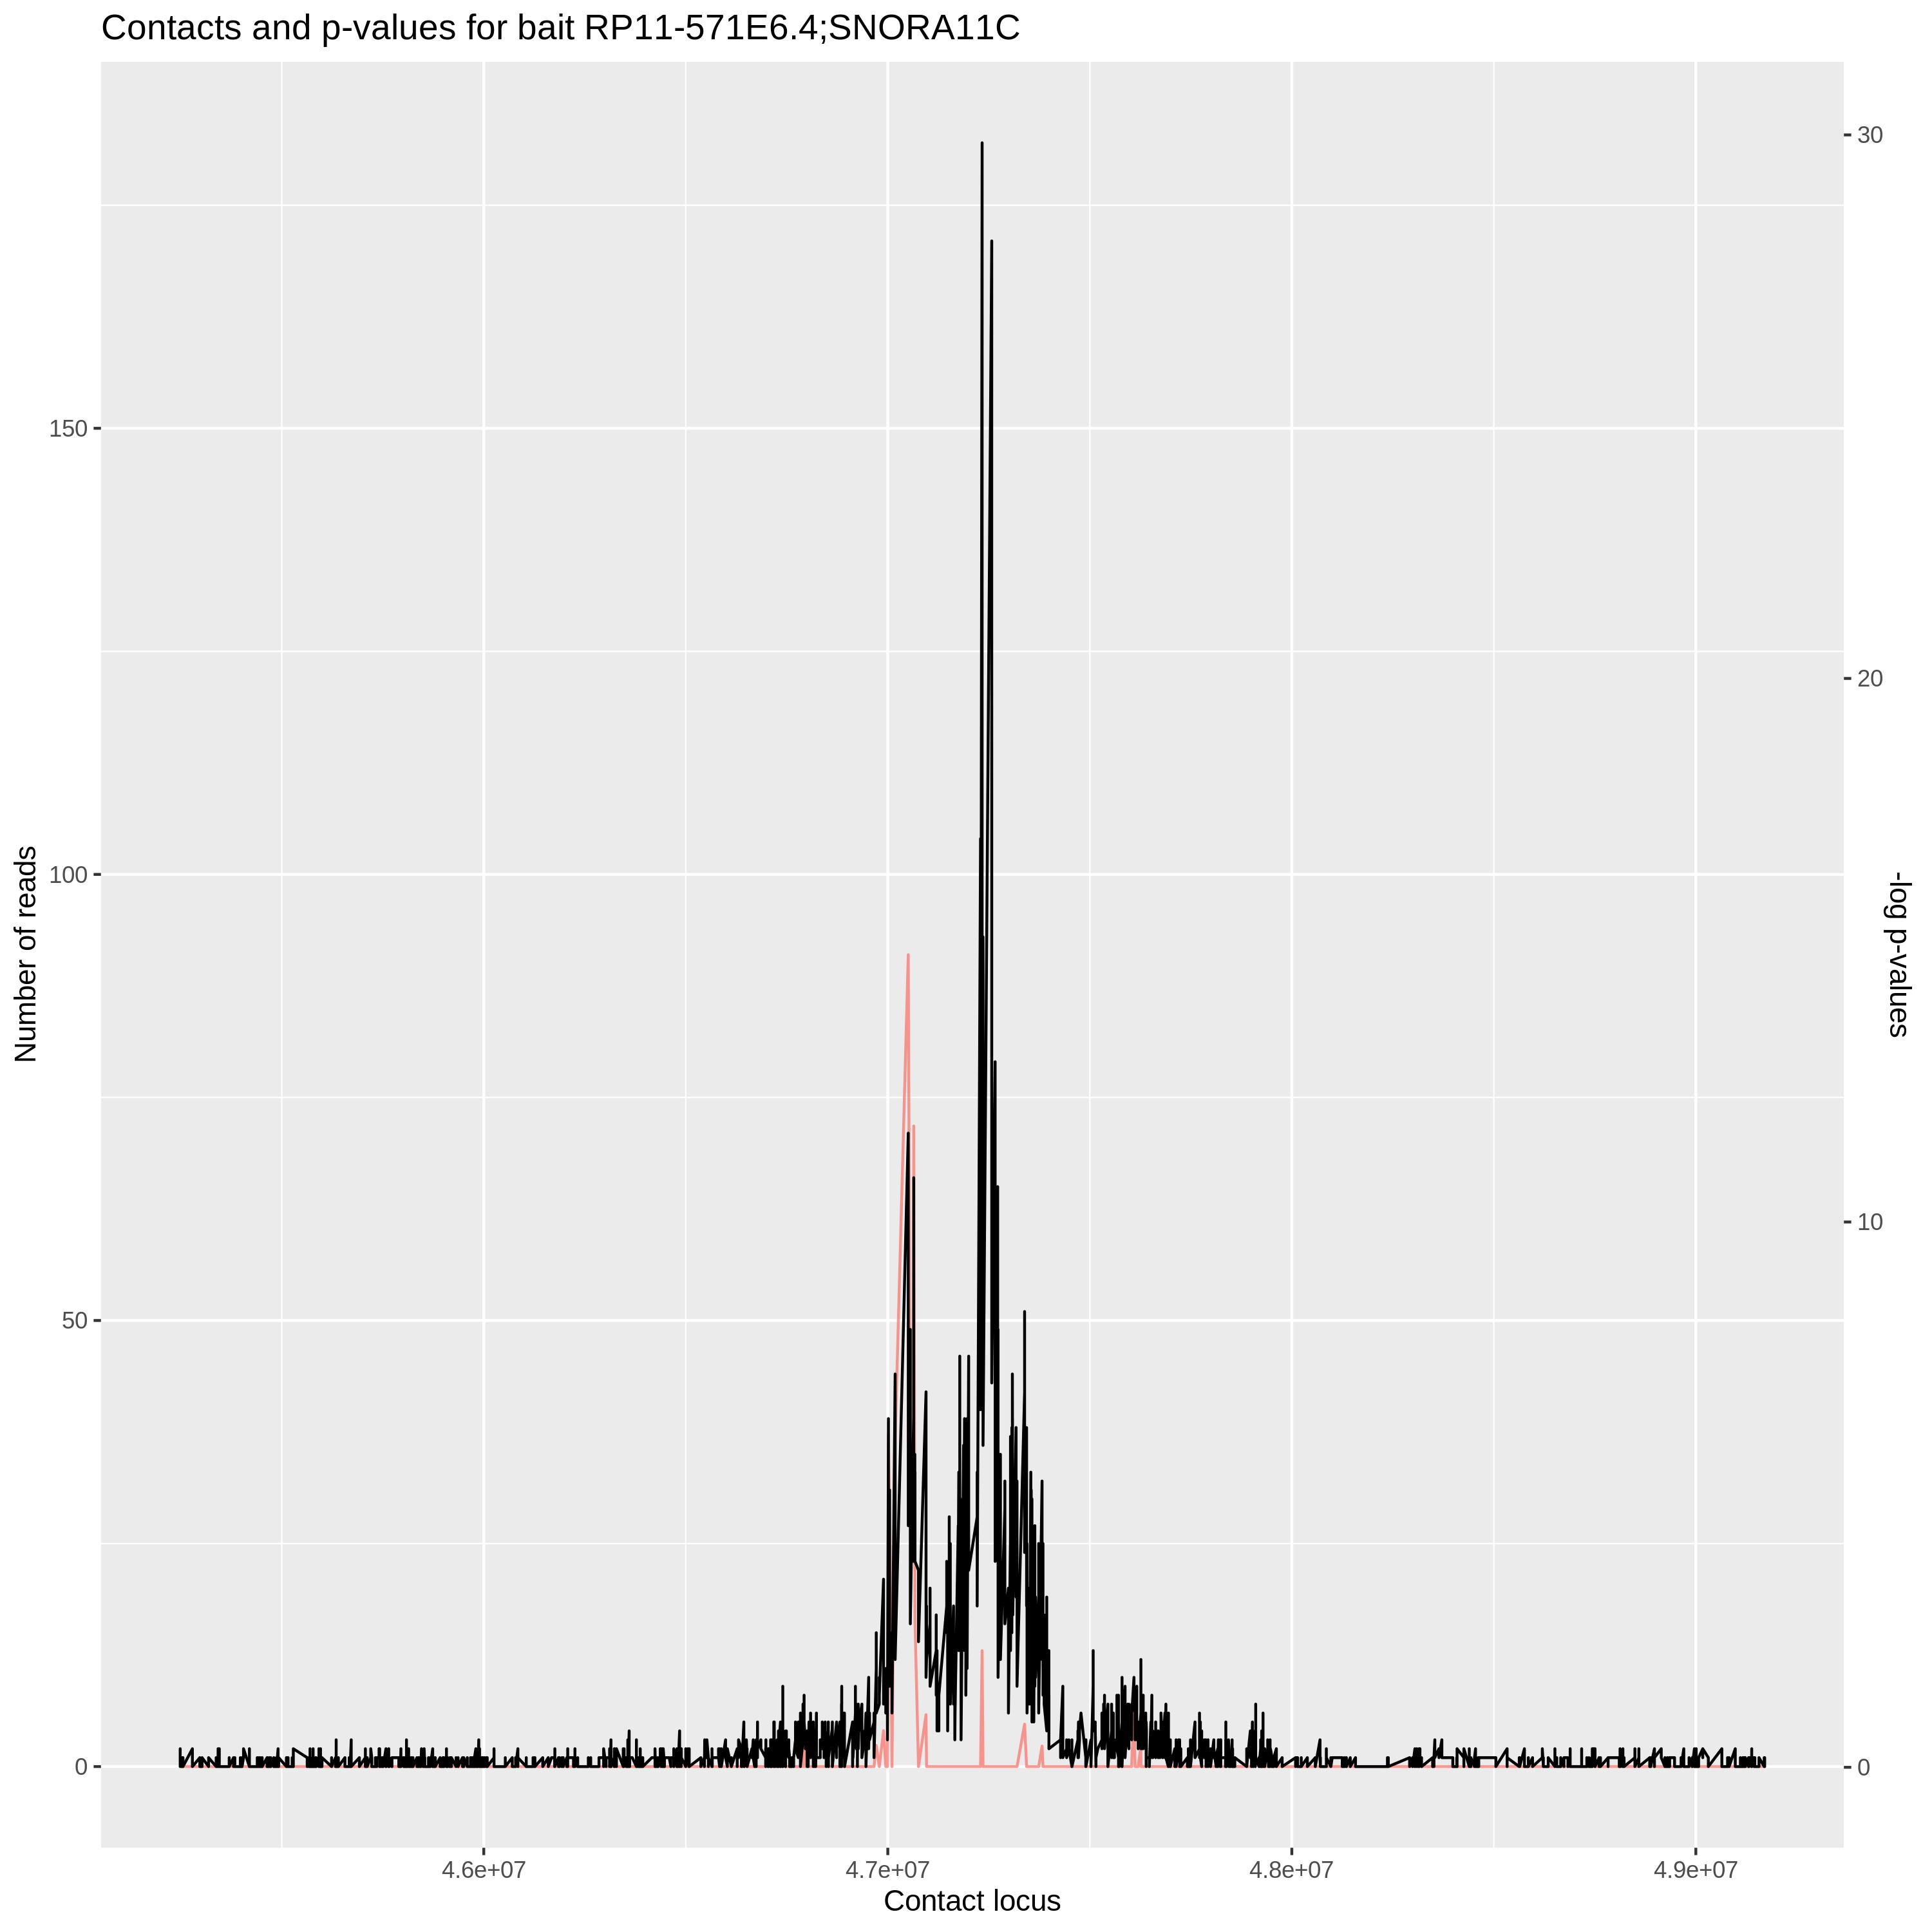 Contacts and p-values for bait RP11-571E6.4;SNORA11C
30
150
20
100
Number of reads
-log p-values
10
50
0
0
4.6e+07
4.7e+07
4.8e+07
4.9e+07
Contact locus